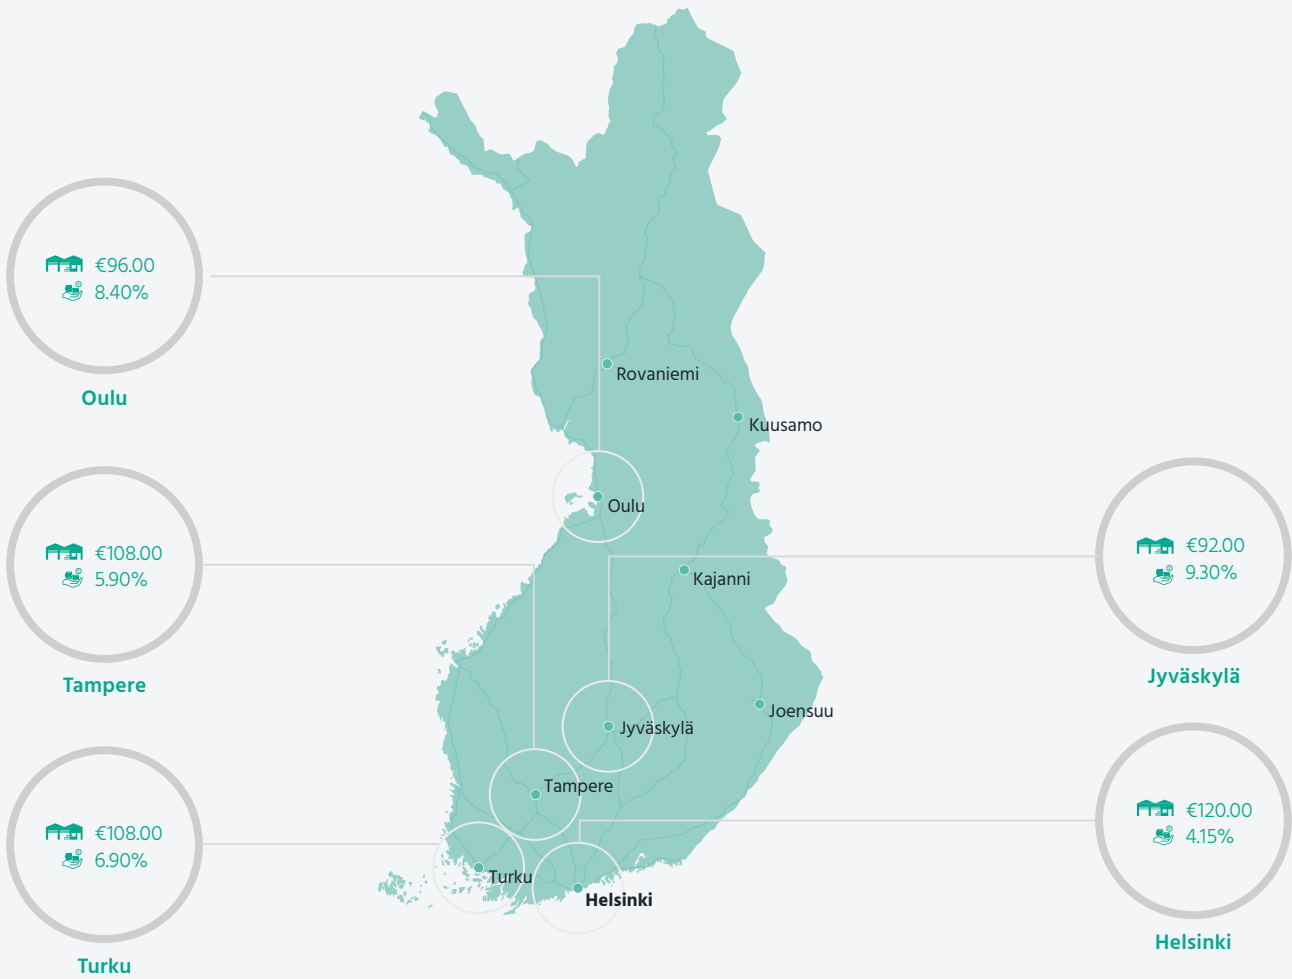 €96.00
8.40%
Oulu
€108.00
5.90%
Tampere
€108.00
6.90%
Turku
Rovaniemi
Kuusamo
Oulu
Kajanni
Jyväskylä
Joensuu
Tampere
Turku
Helsinki
€92.00
9.30%
Jyväskylä
€120.00
4.15%
Helsinki